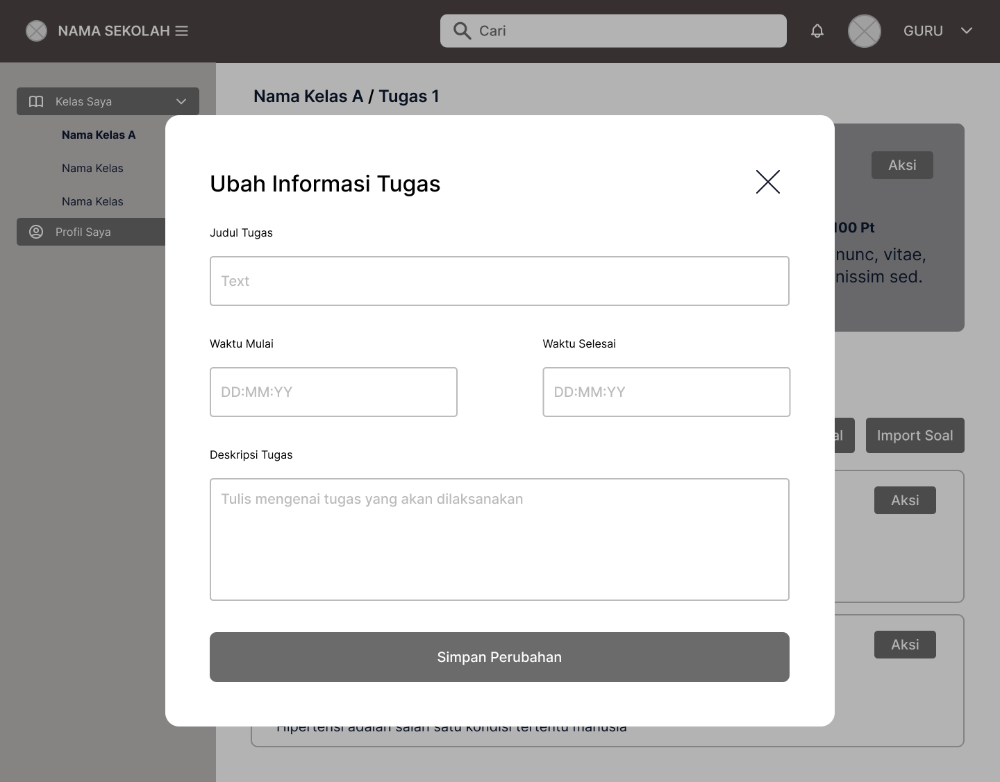 NAMA SEKOLAH
Cari
GURU
Kelas Saya
Nama Kelas A
Nama Kelas
Nama Kelas
Profil Saya
Nama Kelas A / Tugas 1
Aksi
100 Pt
nunc, vitae,
sed.
Import Soal
Aksi
Aksi
Ubah Informasi Tugas
Judul Tugas
Text
Waktu Mulai
Waktu Selesai
DD:MM:YY
DD:MM:YY
Deskripsi Tugas
Tulis mengenai tugas yang akan dilaksanakan
Simpan Perubahan
Hipertensi adalah salah satu kondisi tertentu manusia